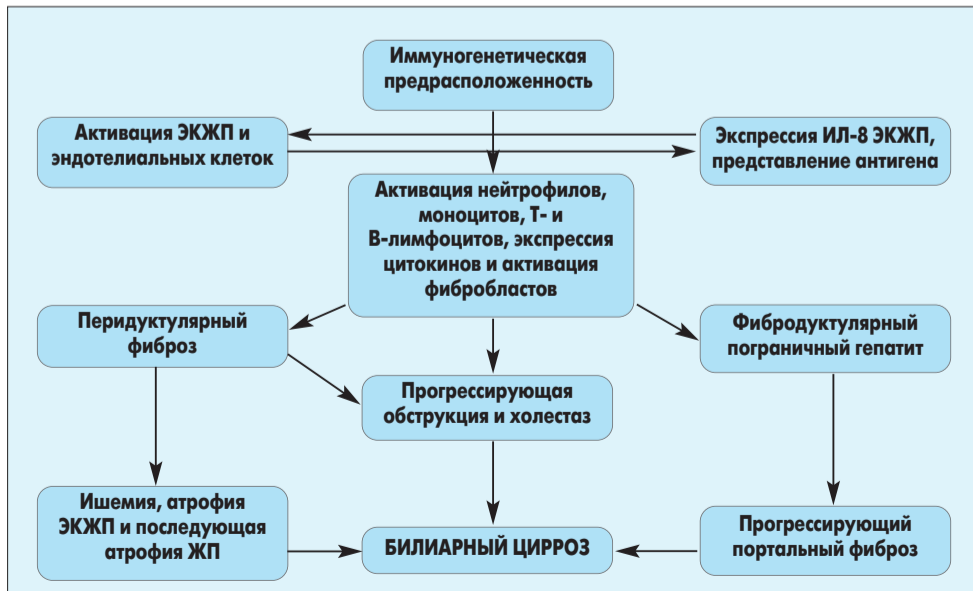 Иммуногенетическая
предрасположенность
Активация ЭКЖП и
эндотелиальных клеток
Экспрессия ИЛ-8 ЭКЖП,
представление антигена
Активация нейтрофилов,
моноцитов, Т- и
В-лимфоцитов, экспрессия
цитокинов и активация
фибробластов
Перидуктулярный
фиброз
Фибродуктулярный
пограничный гепатит
Прогрессирующая
обструкция и холестаз
Ишемия, атрофия
ЭКЖП и последующая
атрофия ЖП
БИЛИАРНЫЙ ЦИРРОЗ
Прогрессирующий
портальный фиброз